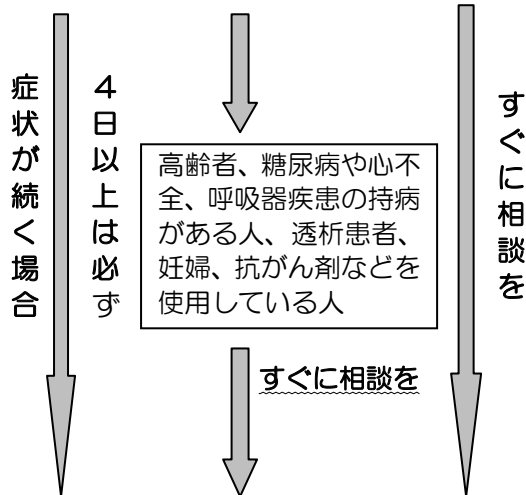 症状が続く場合
４日以上は必ず
高齢者、糖尿病や心不
全、呼吸器疾患の持病
がある人、透析患者、
妊婦、抗がん剤などを
使用している人
すぐに相談を
すぐに相談を